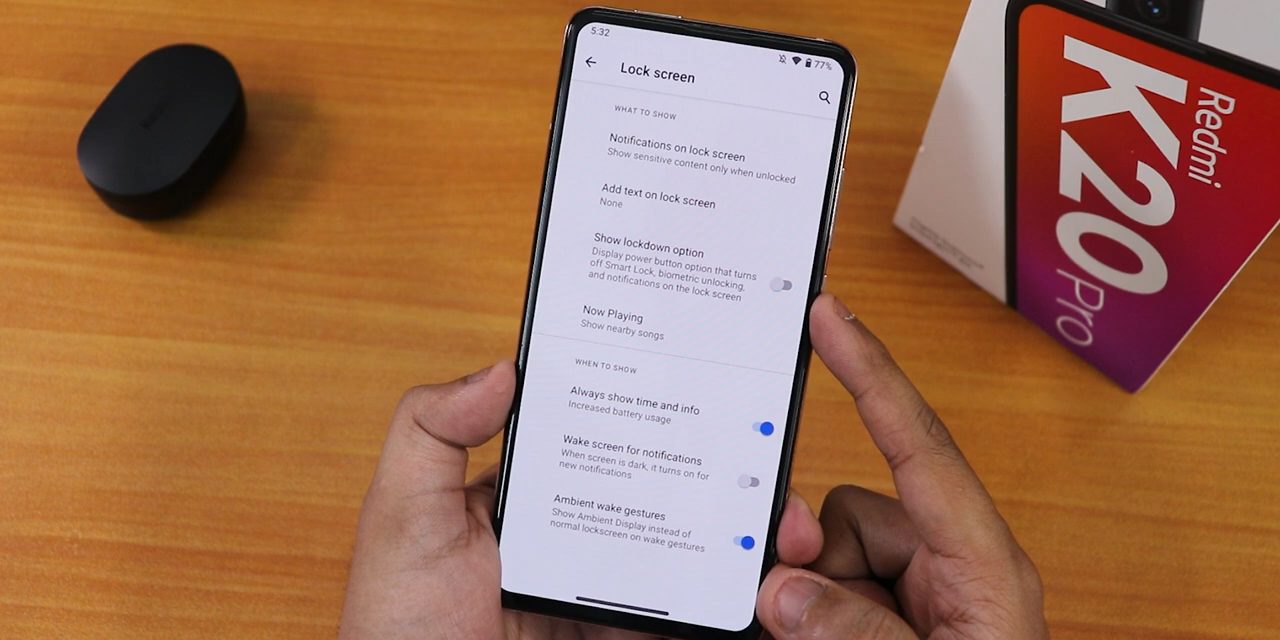 5:32
77%
Lock screen
WHAT TO SHOW
Notifications on lock screen
Show sensitive content only when unlocked
Add text on lock screen
None
Show lockdown option
Display power button option that turns
off Smart Lock, biometric unlocking,
and notifications on the lock screen
Now Playing
Show nearby songs
WHEN TO SHOW
Always show time and info
Increased battery usage
Wake screen for notifications
When screen is dark, it turns on for
new notifications
Ambient wake gestures
Show Ambient Display instead of
normal lockscreen on wake gestures
Redmi
K20
Pro